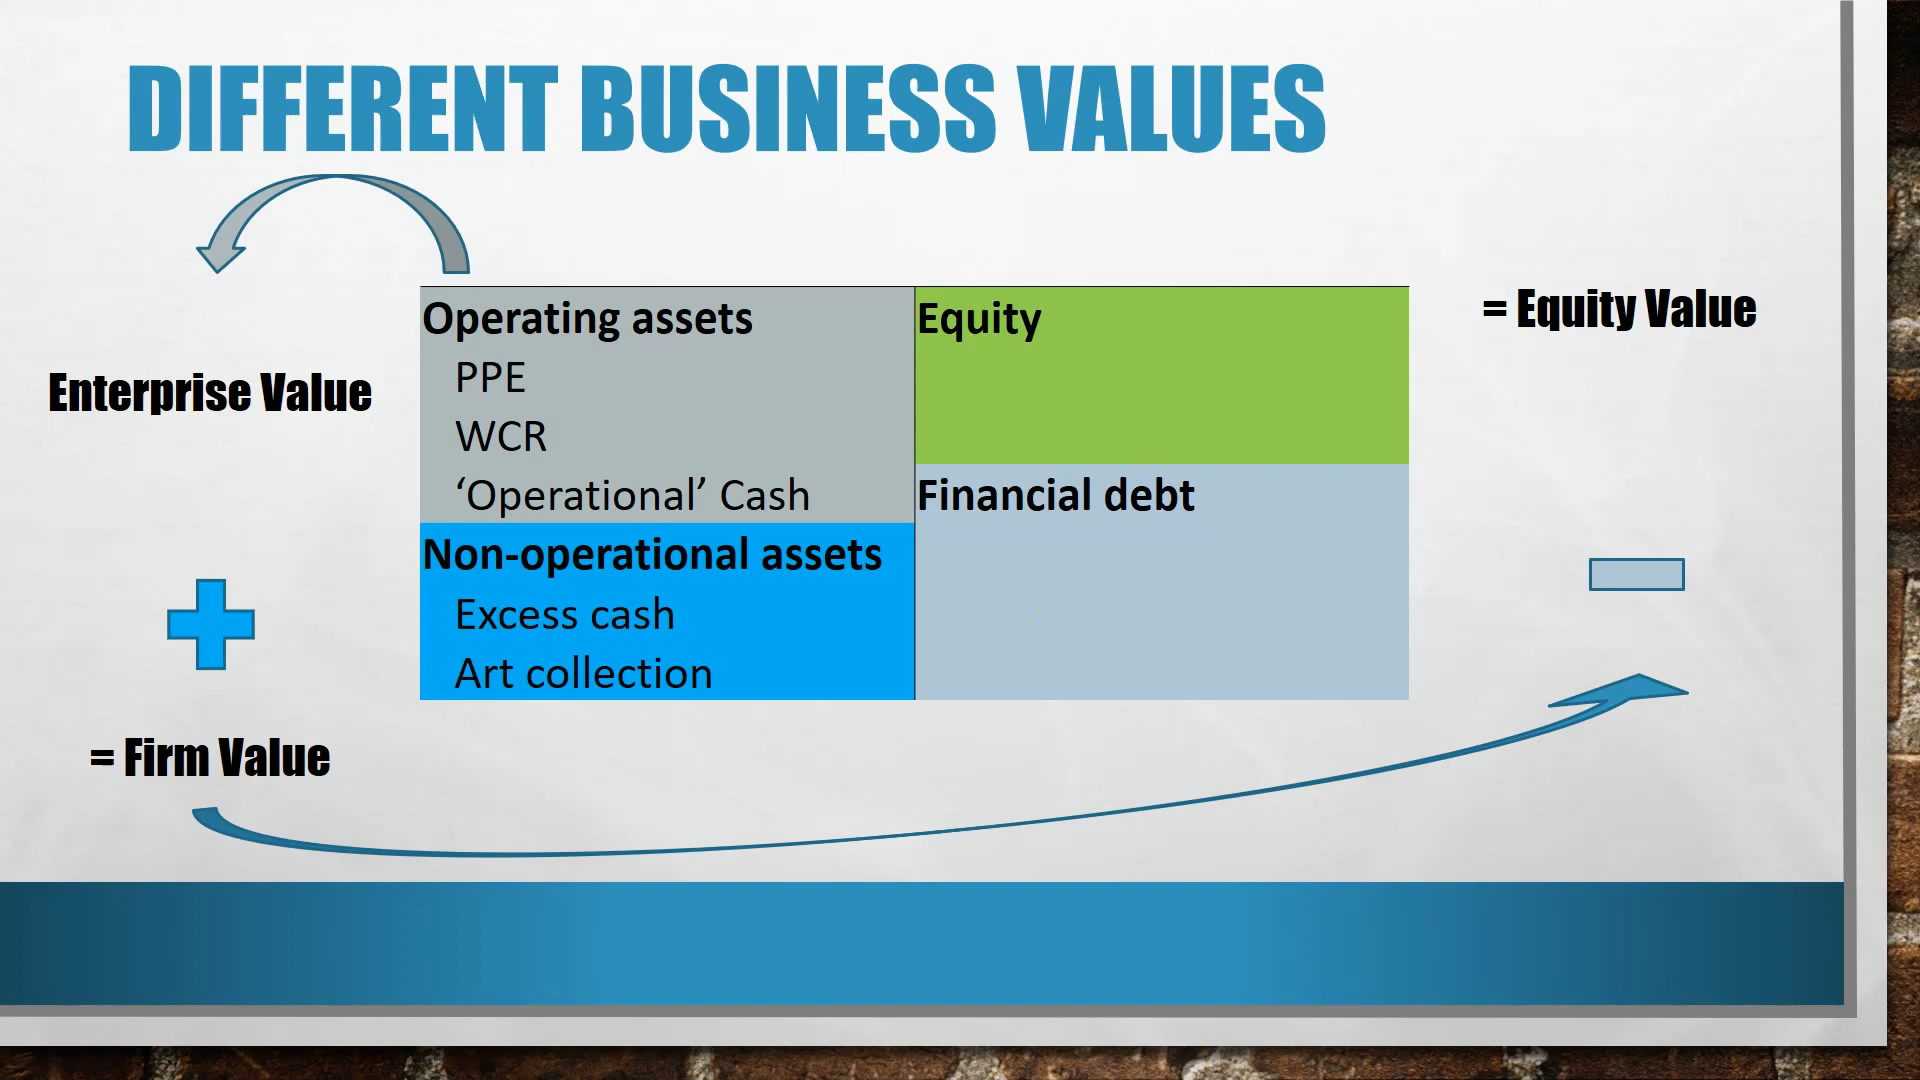 DIFFERENT BUSINESS VALUES
Enterprise Value
= Firm Value
Operating assets
PPE
WCR
‘Operational’ Cash
Non-operational assets
Excess cash
Art collection
Equity
Financial debt
= Equity Value